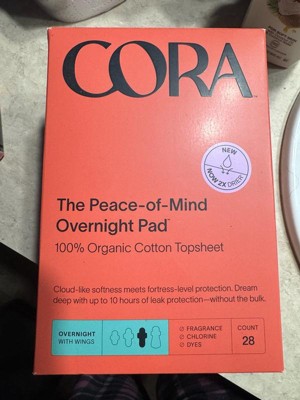 CORA
NEW
NOW 2X DRIER
The Peace-of-Mind
Overnight Pad
100% Organic Cotton Topsheet
Cloud-like softness meets fortress-level protection. Dream
deep with up to 10 hours of leak protection—without the bulk.
OVERNIGHT
WITH WINGS
FRAGRANCE
CHLORINE
DYES
COUNT
28